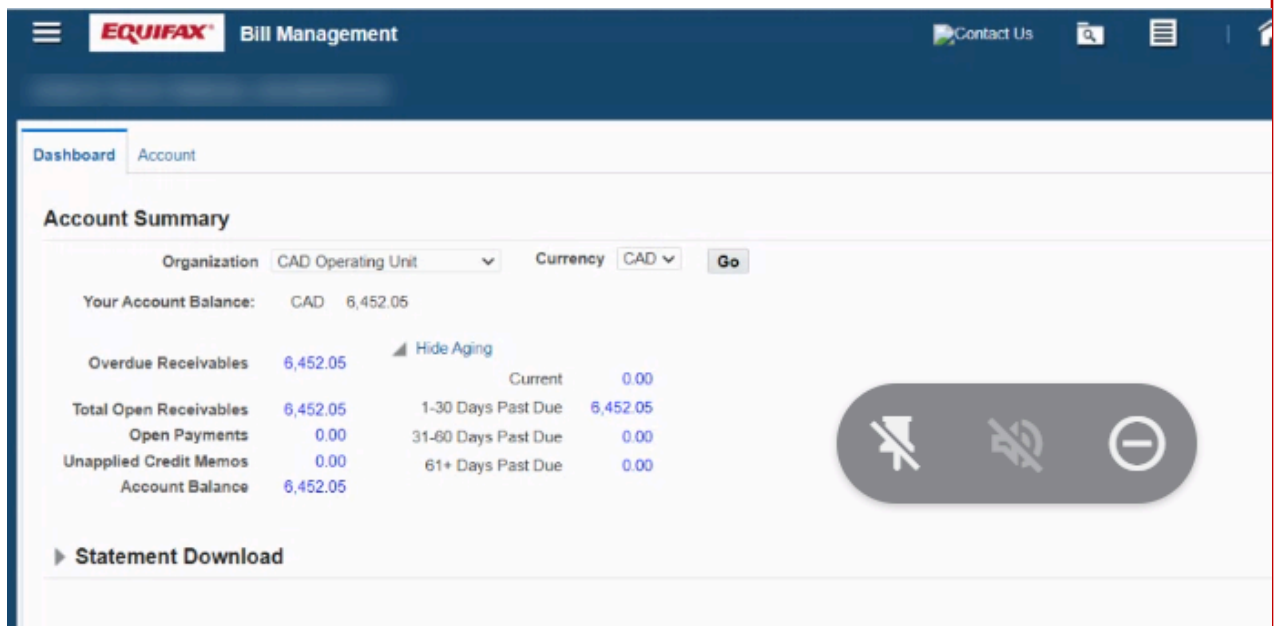 EQUIFAX Bill Management Contact Us
Dashboard Account
Account Summary
Organization CAD Operating Unit Currency CAD Go
Your Account Balance: CAD 6,452.05
Overdue Receivables 6,452.05
Total Open Receivables 6,452.05
Open Payments 0.00
Unapplied Credit Memos 0.00
Account Balance 6,452.05
Hide Aging
Current 0.00
1-30 Days Past Due 6,452.05
31-60 Days Past Due 0.00
61+ Days Past Due 0.00
Statement Download